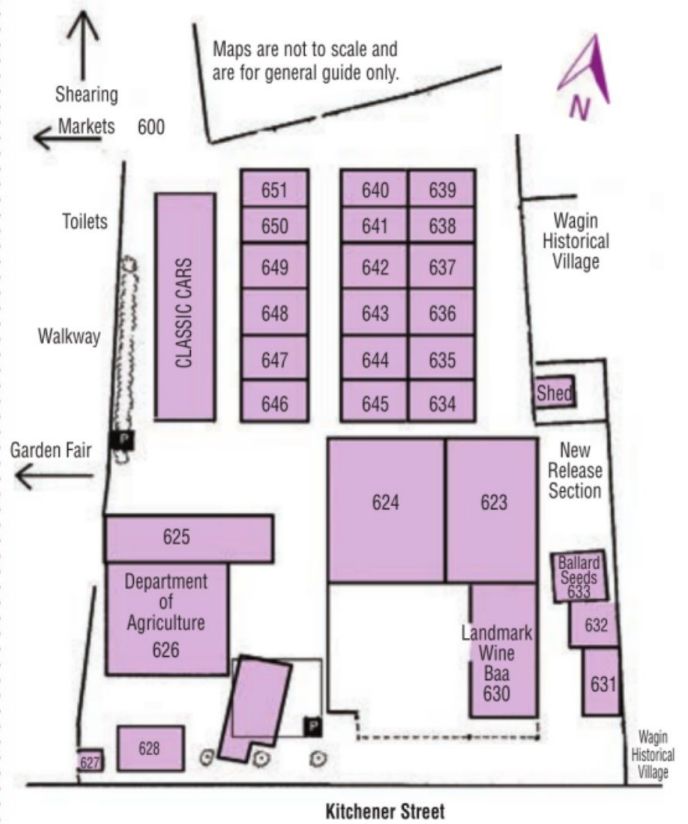 Maps are not to scale and
are for general guide only.
N
Shearing
Markets 600
Toilets
Walkway
Garden Fair
CLASSIC CARS
651
650
649
648
647
646
640 639
641 638
642 637
643 636
644 635
645 634
Wagin
Historical
Village
Shed
New
Release
Section
P
624 623
625
Department
of
Agriculture
626
Ballard
Seeds
633
632
631
Landmark
Wine
Baa
630
P
627
628
Wagin
Historical
Village
Kitchener Street